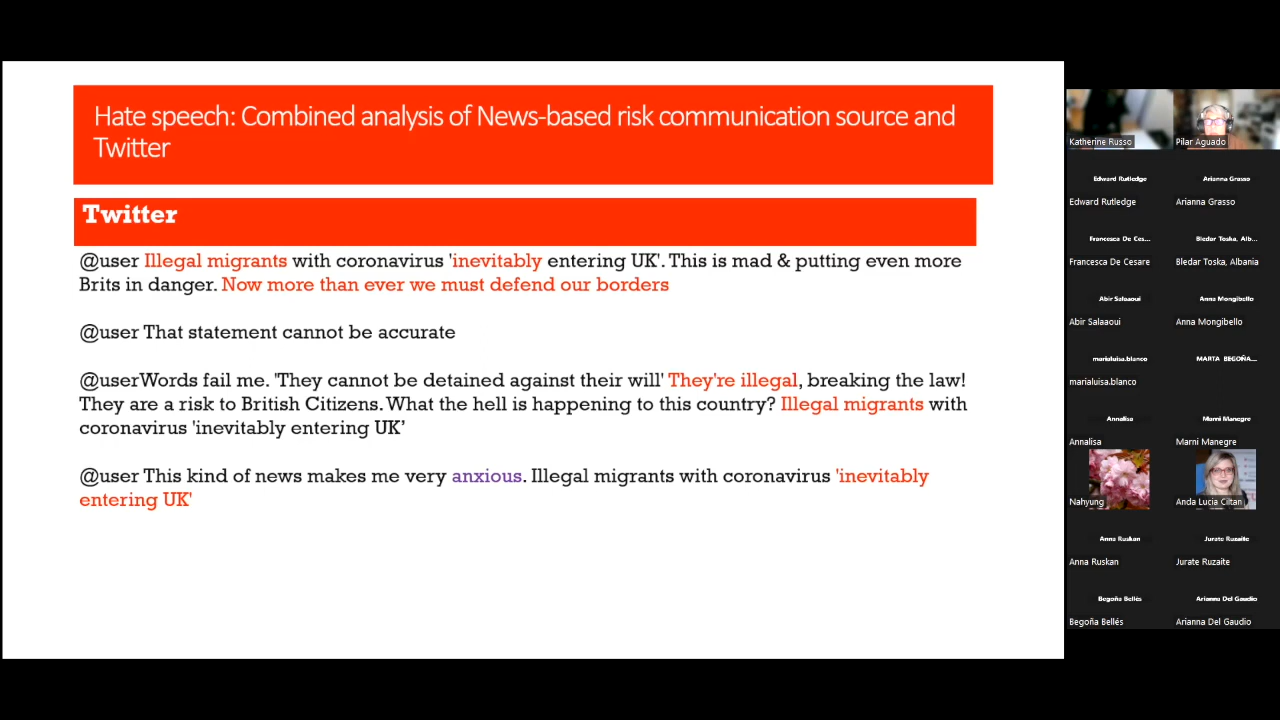 Hate speech: Combined analysis of News-based risk communication source and
Twitter
Twitter
@user Illegal migrants with coronavirus 'inevitably entering UK'. This is mad & putting even more
Brits in danger. Now more than ever we must defend our borders
@user That statement cannot be accurate
@userWords fail me. 'They cannot be detained against their will' They're illegal, breaking the law!
They are a risk to British Citizens. What the hell is happening to this country? Illegal migrants with
coronavirus 'inevitably entering UK’
@user This kind of news makes me very anxious. Illegal migrants with coronavirus 'inevitably
entering UK'
Katherine Russo
Pilar Aguado
Edward Rutledge
Arianna Grasso
Edward Rutledge
Arianna Grasso
Francesca De Ces...
Bledar Toska, Alb...
Francesca De Cesare
Bledar Toska, Albania
Abir Salaaoui
Anna Mongibello
Abir Salaaoui
Anna Mongibello
marialuisa.blanco
MARTA BEGOÑA...
marialuisa.blanco
Annalisa
Marni Manegre
Annalisa
Marni Manegre
Nahyung
Anda Lucia Ciltan
Anna Ruskan
Jurate Ruzaite
Anna Ruskan
Jurate Ruzaite
Begoña Bellés
Arianna Del Gaudio
Begoña Bellés
Arianna Del Gaudio